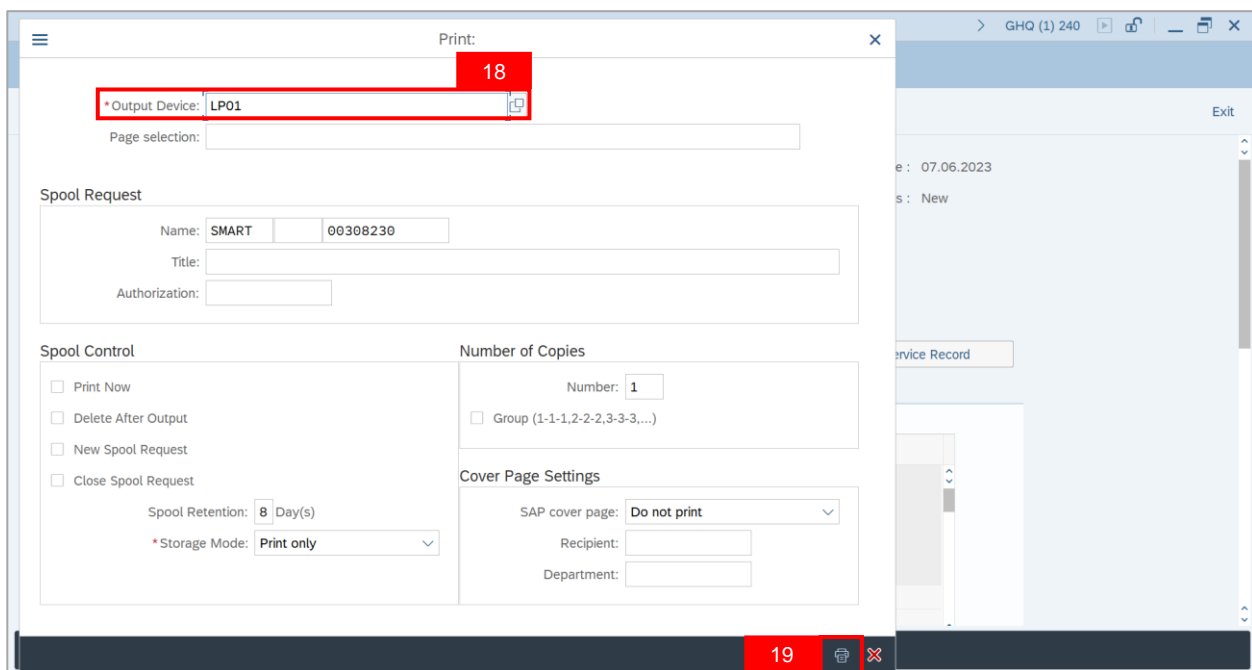 GHQ (1) 240
Print:
18
*Output Device: LP01
Exit
Page selection:
e : 07.06.2023
Spool Request
s : New
Name: SMART 00308230
Title:
Authorization:
Spool Control
Number of Copies
ervice Record
Print Now
Number: 1
Delete After Output
Group (1-1-1,2-2-2,3-3-3,...)
New Spool Request
Close Spool Request
Cover Page Settings
Spool Retention: 8 Day(s)
SAP cover page: Do not print
*Storage Mode: Print only
Recipient:
Department:
19